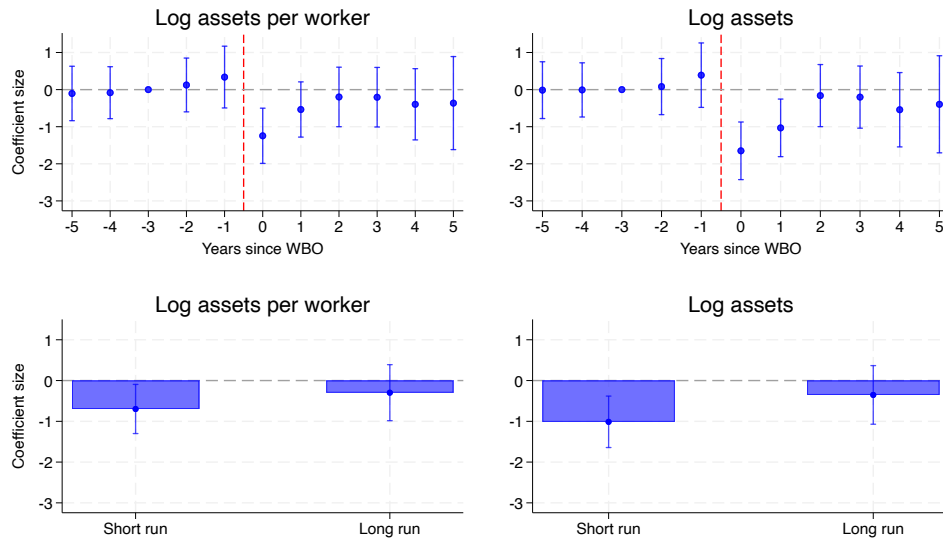 Log assets per worker
Coefficient size
1
0
-1
-2
-3
-5 -4 -3 -2 -1 0 1 2 3 4 5
Years since WBO
Log assets
1
0
-1
-2
-3
-5 -4 -3 -2 -1 0 1 2 3 4 5
Years since WBO
Log assets per worker
Coefficient size
1
0
-1
-2
-3
Short run Long run
Log assets
1
0
-1
-2
-3
Short run Long run